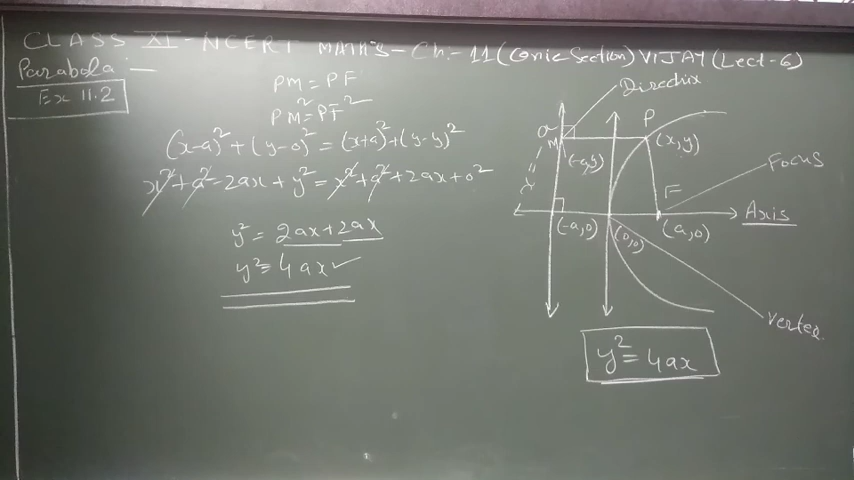 CLASS XI - NCERT MATHS - Ch.- 11 (Conic Section) VIJAY (Lect-6)
Parabola:-
Ex 11.2
PM = PF
PM² = PF²
(x-a)² + (y-0)² = (x+a)² + (y-y)²
x² + a² - 2ax + y² = x² + a² + 2ax + 0²
y² = 2ax + 2ax
y² = 4ax ✓
Directrix
P
M
(x,y)
(-a,y)
F
Focus
Axis
(-a,0)
(0,0)
(a,0)
Vertex
y² = 4ax